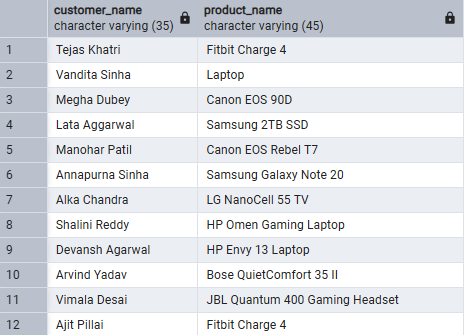 customer_name product_name
character varying (35) character varying (45)
1 Tejas Khatri Fitbit Charge 4
2 Vandita Sinha Laptop
3 Megha Dubey Canon EOS 90D
4 Lata Aggarwal Samsung 2TB SSD
5 Manohar Patil Canon EOS Rebel T7
6 Annapurna Sinha Samsung Galaxy Note 20
7 Alka Chandra LG NanoCell 55 TV
8 Shalini Reddy HP Omen Gaming Laptop
9 Devansh Agarwal HP Envy 13 Laptop
10 Arvind Yadav Bose QuietComfort 35 II
11 Vimala Desai JBL Quantum 400 Gaming Headset
12 Ajit Pillai Fitbit Charge 4